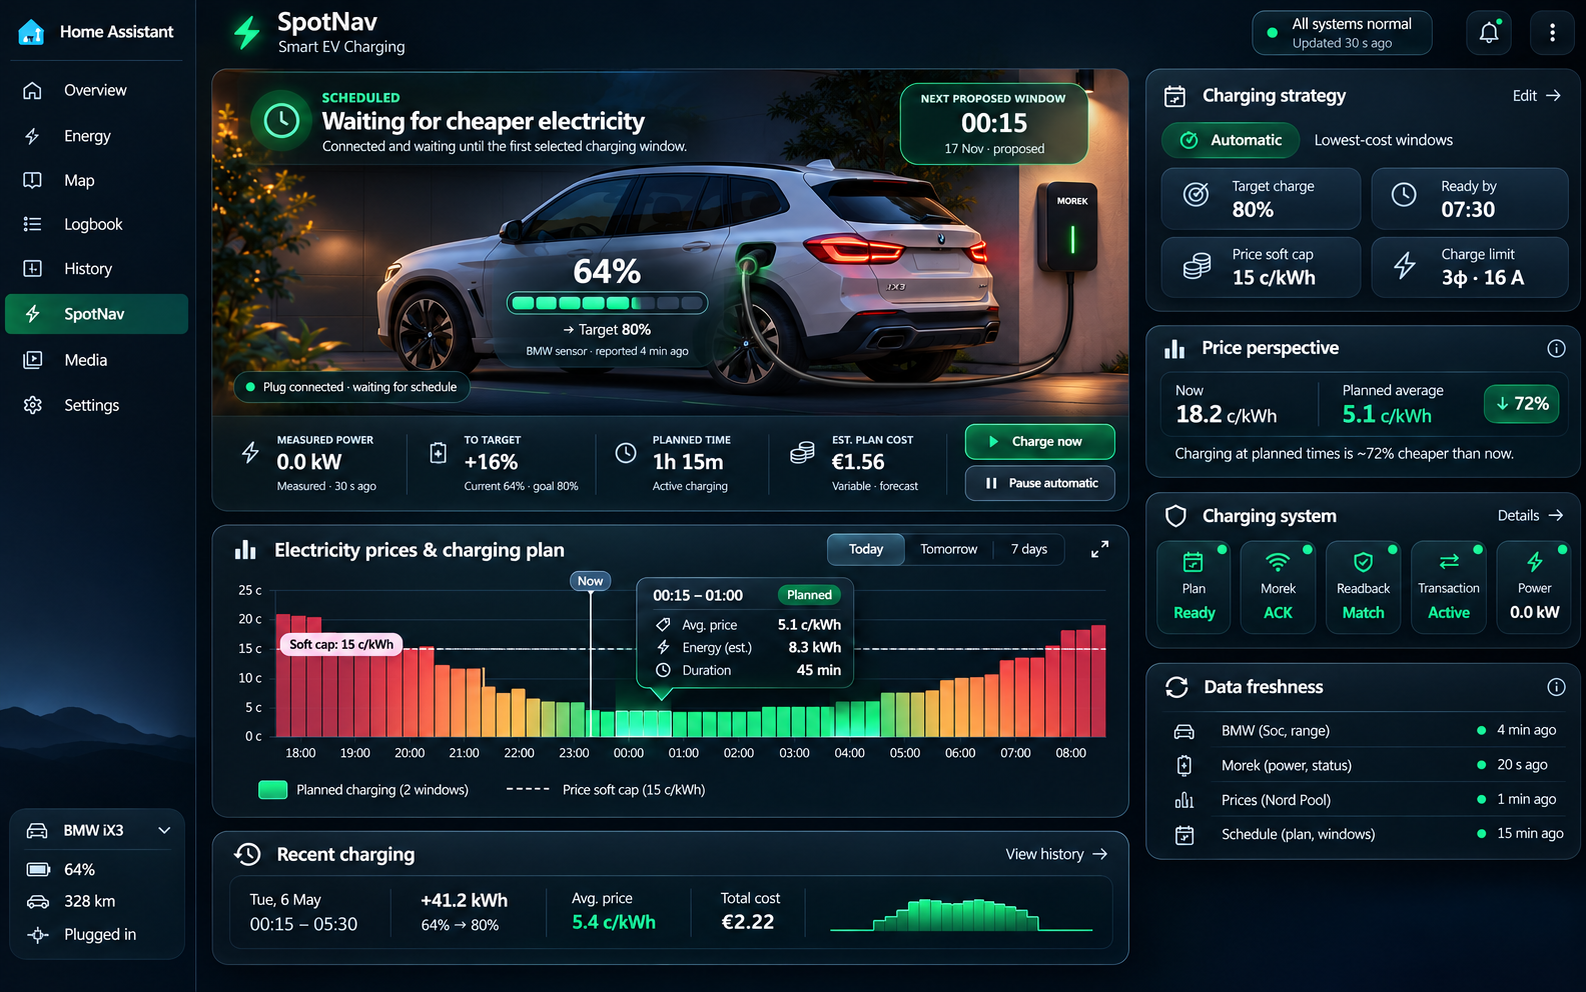 Home Assistant
Overview
Energy
Map
Logbook
History
SpotNav
Media
Settings
BMW iX3
64%
328 km
Plugged in
SpotNav
Smart EV Charging
All systems normal
Updated 30 s ago
SCHEDULED
Waiting for cheaper electricity
Connected and waiting until the first selected charging window.
NEXT PROPOSED WINDOW
00:15
17 Nov · proposed
MOREK
64%
→ Target 80%
BMW sensor · reported 4 min ago
iX3
Plug connected · waiting for schedule
MEASURED POWER
0.0 kW
Measured · 30 s ago
TO TARGET
+16%
Current 64% · goal 80%
PLANNED TIME
1h 15m
Active charging
EST. PLAN COST
€1.56
Variable · forecast
Charge now
Pause automatic
Electricity prices & charging plan
Today
Tomorrow
7 days
Now
25 c
20 c
15 c
10 c
5 c
0 c
Soft cap: 15 c/kWh
00:15 – 01:00 Planned
Avg. price 5.1 c/kWh
Energy (est.) 8.3 kWh
Duration 45 min
18:00 19:00 20:00 21:00 22:00 23:00 00:00 01:00 02:00 03:00 04:00 05:00 06:00 07:00 08:00
Planned charging (2 windows)
Price soft cap (15 c/kWh)
Recent charging
View history →
Tue, 6 May
00:15 – 05:30
+41.2 kWh
64% → 80%
Avg. price
5.4 c/kWh
Total cost
€2.22
Charging strategy
Edit →
Automatic
Lowest-cost windows
Target charge
80%
Ready by
07:30
Price soft cap
15 c/kWh
Charge limit
3ф · 16 A
Price perspective
Now
18.2 c/kWh
Planned average
5.1 c/kWh
↓ 72%
Charging at planned times is ~72% cheaper than now.
Charging system
Details →
Plan
Ready
Morek
ACK
Readback
Match
Transaction
Active
Power
0.0 kW
Data freshness
BMW (Soc, range) 4 min ago
Morek (power, status) 20 s ago
Prices (Nord Pool) 1 min ago
Schedule (plan, windows) 15 min ago